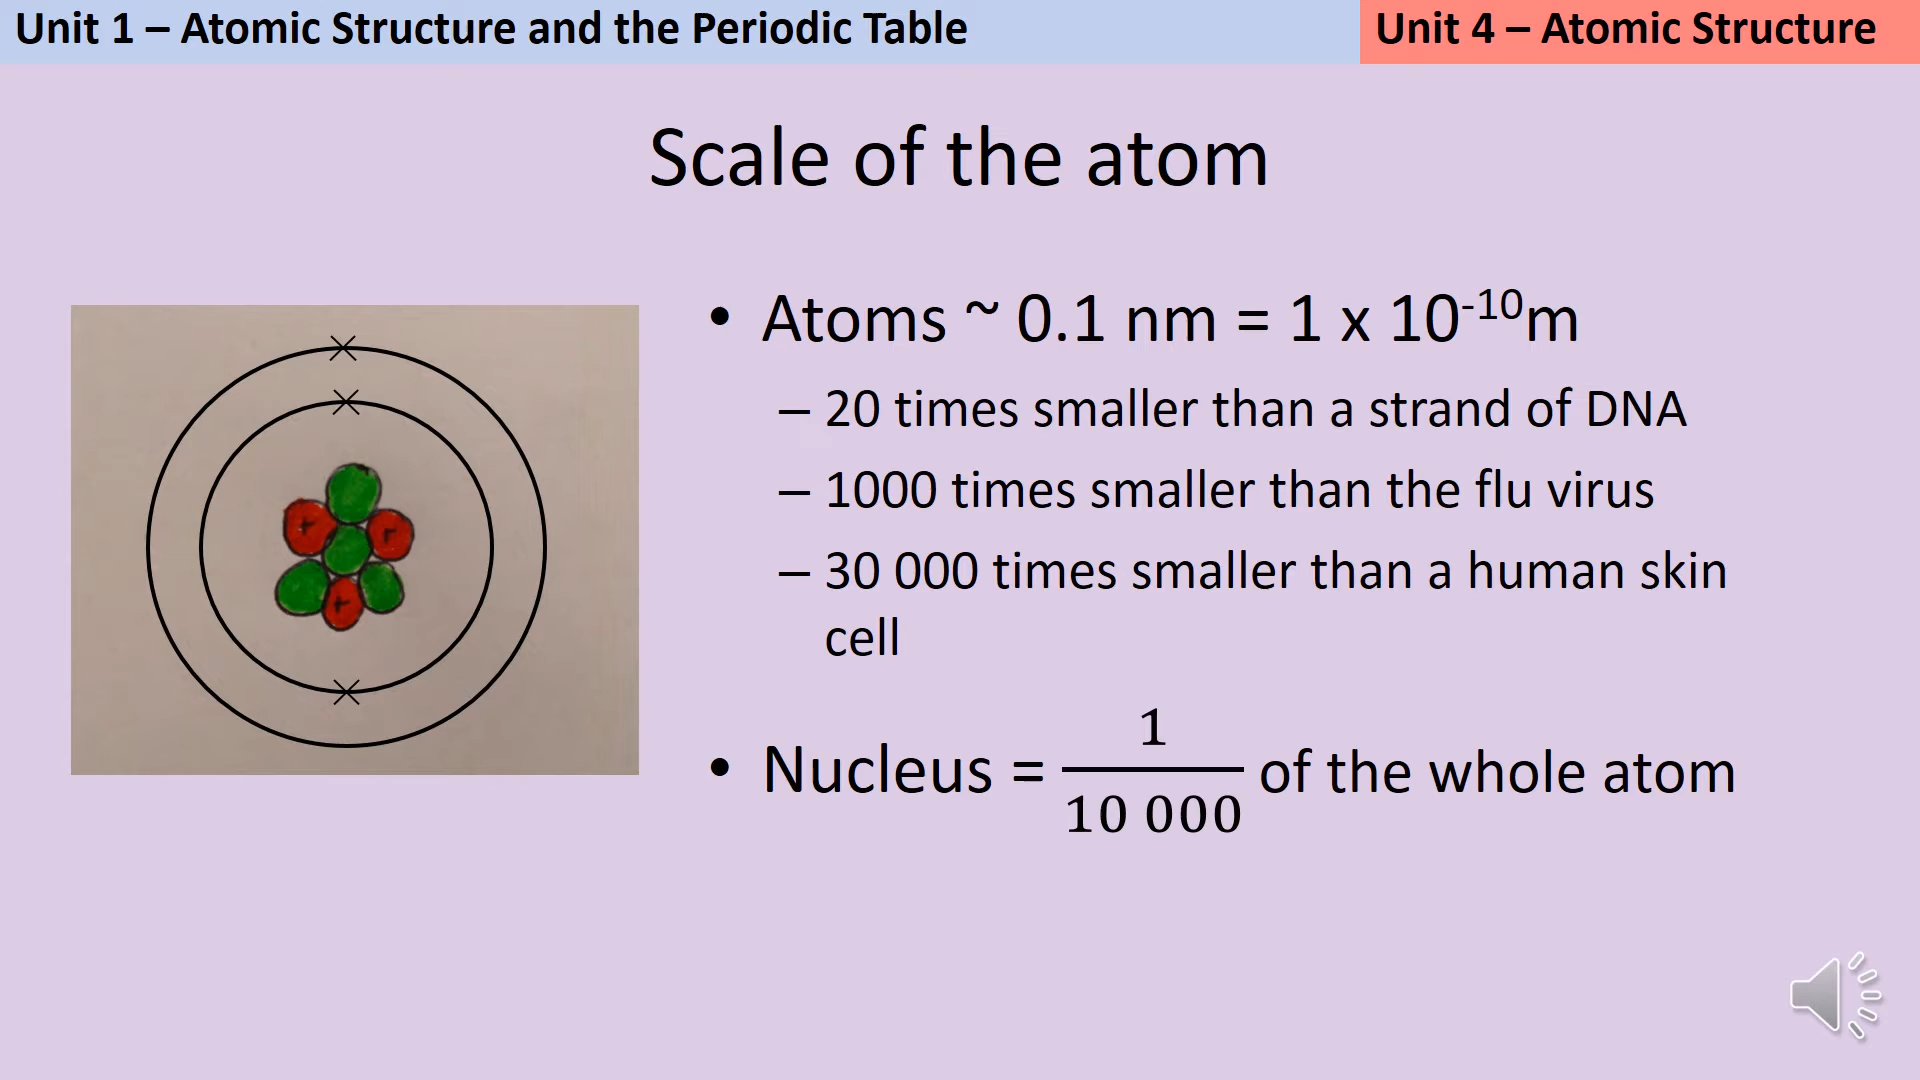 Unit 1 – Atomic Structure and the Periodic Table
Unit 4 – Atomic Structure
Scale of the atom
• Atoms ~ 0.1 nm = 1 x 10⁻¹⁰m
– 20 times smaller than a strand of DNA
– 1000 times smaller than the flu virus
– 30 000 times smaller than a human skin
cell
• Nucleus = 1/10 000 of the whole atom